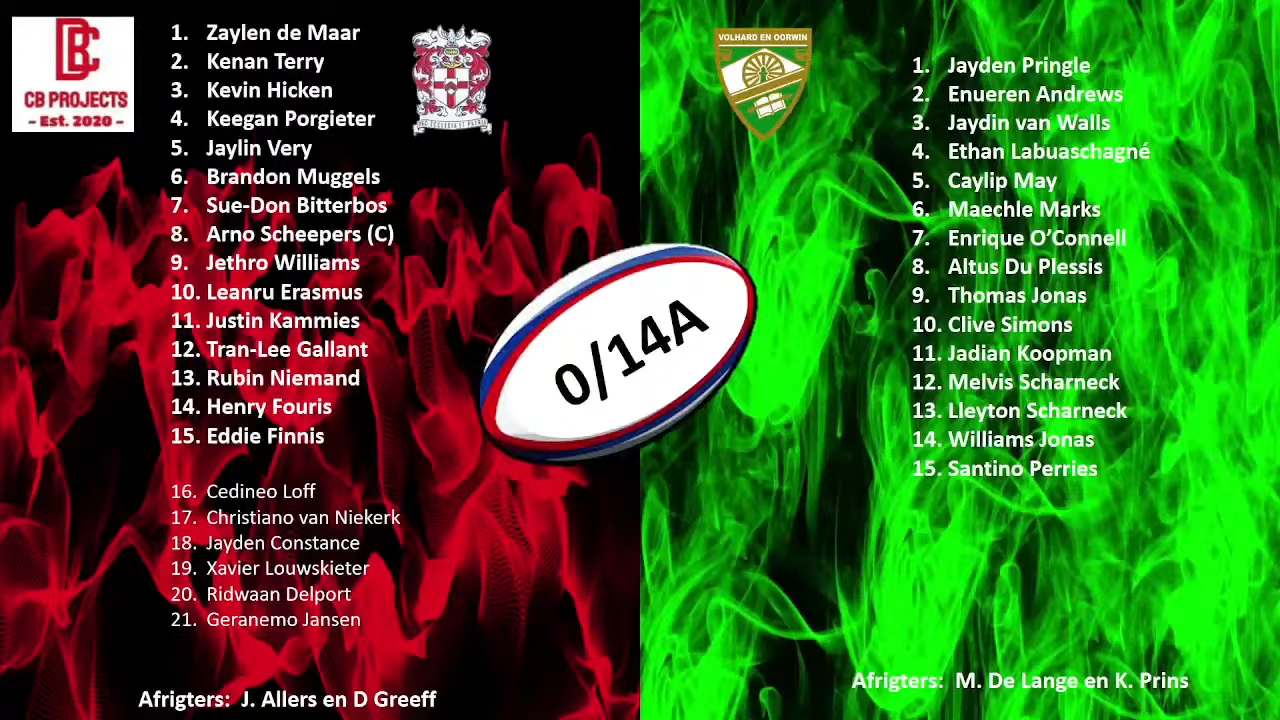 BC
CB PROJECTS
- Est. 2020 -
1. Zaylen de Maar
2. Kenan Terry
3. Kevin Hicken
4. Keegan Porgieter
5. Jaylin Very
6. Brandon Muggels
7. Sue-Don Bitterbos
8. Arno Scheepers (C)
9. Jethro Williams
10. Leanru Erasmus
11. Justin Kammies
12. Tran-Lee Gallant
13. Rubin Niemand
14. Henry Fouris
15. Eddie Finnis
16. Cedineo Loff
17. Christiano van Niekerk
18. Jayden Constance
19. Xavier Louwskieter
20. Ridwaan Delport
21. Geranemo Jansen
Afrigters: J. Allers en D Greeff
0/14A
VOLHARD EN OORWIN
1. Jayden Pringle
2. Enueren Andrews
3. Jaydin van Walls
4. Ethan Labuaschagné
5. Caylip May
6. Maechle Marks
7. Enrique O’Connell
8. Altus Du Plessis
9. Thomas Jonas
10. Clive Simons
11. Jadian Koopman
12. Melvis Scharneck
13. Lleyton Scharneck
14. Williams Jonas
15. Santino Perries
Afrigters: M. De Lange en K. Prins